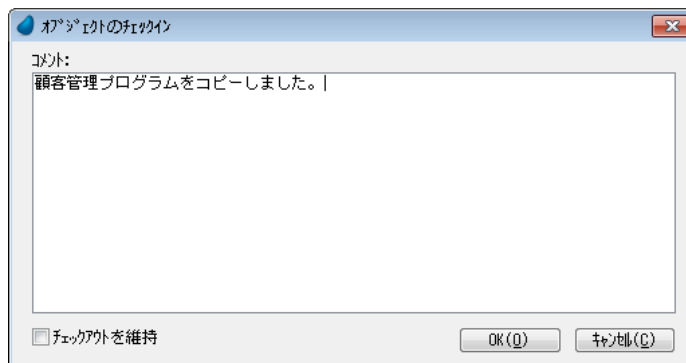 オブジェクトのチェックイン
コメント:
顧客管理プログラムをコピーしました。
チェックアウトを維持
OK(O)
キャンセル(C)